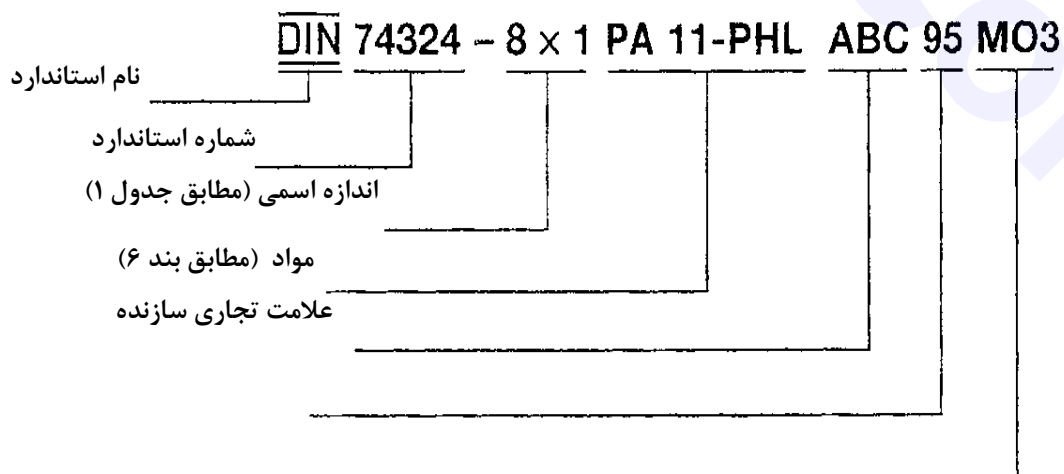 DIN 74324 – 8 × 1 PA 11-PHL ABC 95 MO3
نام استاندارد
شماره استاندارد
اندازه اسمی (مطابق جدول ۱)
مواد (مطابق بند ۶)
علامت تجاری سازنده